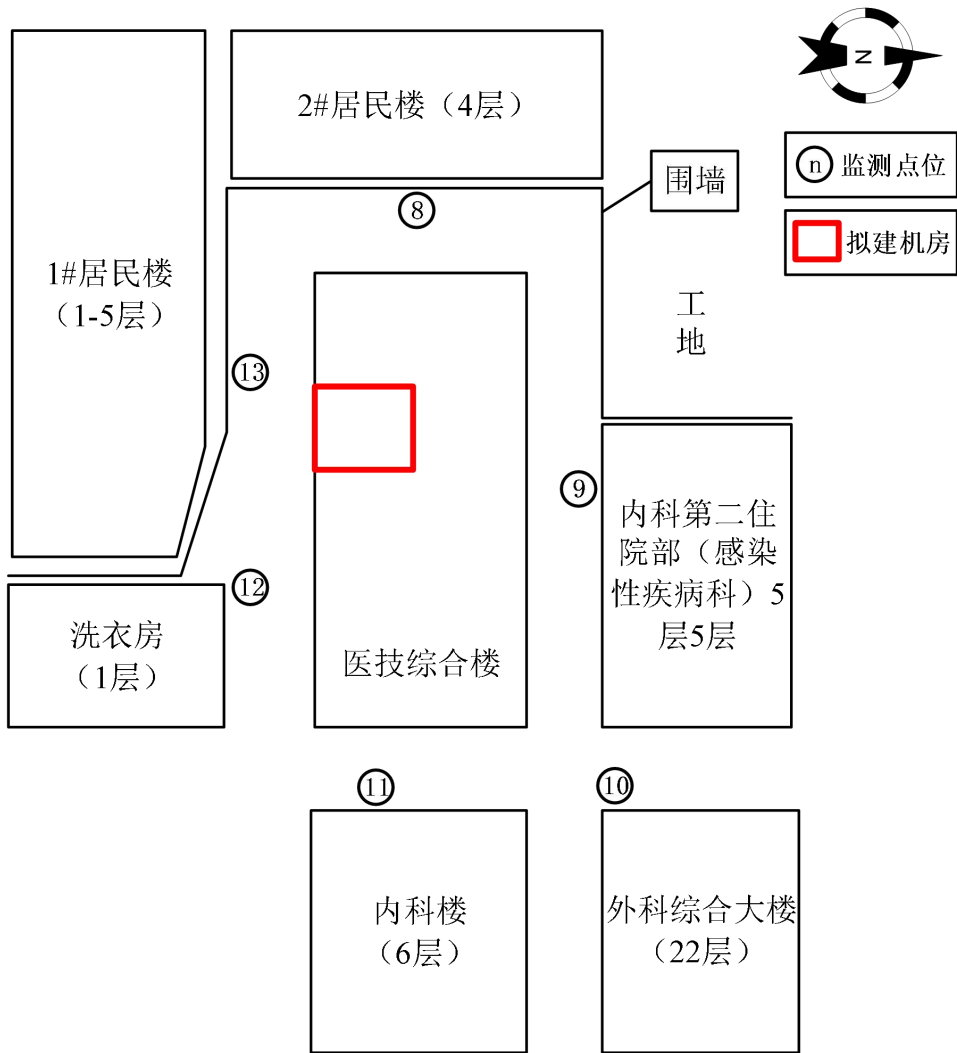 N
2#居民楼（4层）
n 监测点位
围墙
8
拟建机房
1#居民楼
（1-5层）
工
地
13
9
内科第二住
院部（感染
性疾病科）5
层5层
12
洗衣房
（1层）
医技综合楼
11
10
内科楼
（6层）
外科综合大楼
（22层）